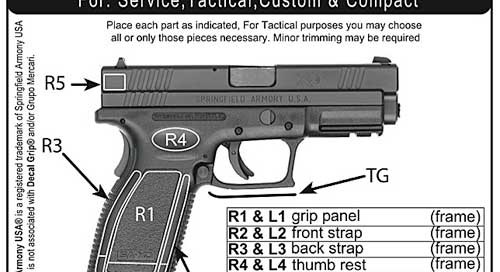 For: Service,Tactical,Custom & Compact
Place each part as indicated, For Tactical purposes you may choose
all or only those pieces necessary. Minor trimming may be required
Armony USA® is a registered trademark of Springfield Armony USA
is not associated with Decal Grip® and/or Grupo Mercari.
R5
SPRINGFIELD ARMORY U.S.A.
R3
R4
TG
R1
R1 & L1 grip panel (frame)
R2 & L2 front strap (frame)
R3 & L3 back strap (frame)
R4 & L4 thumb rest (frame)